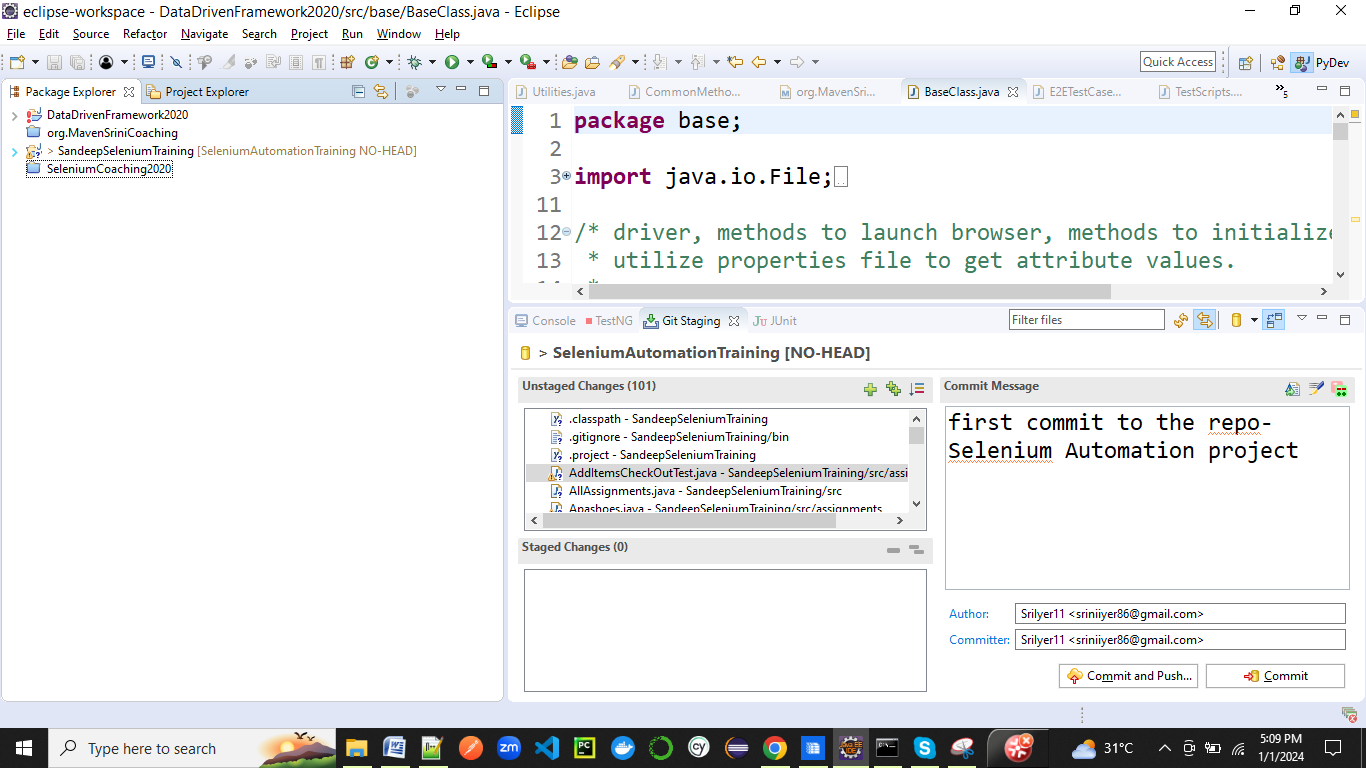 eclipse-workspace - DataDrivenFramework2020/src/base/BaseClass.java - Eclipse
File Edit Source Refactor Navigate Search Project Run Window Help
Quick Access
PyDev
Package Explorer
Project Explorer
DataDrivenFramework2020
org.MavenSriniCoaching
> SandeepSeleniumTraining [SeleniumAutomationTraining NO-HEAD]
SeleniumCoaching2020
Utilities.java CommonMetho... org.MavenSri... BaseClass.java E2ETestCase... TestScripts.... »5
1 package base;
2
3 import java.io.File;
11
12 /* driver, methods to launch browser, methods to initialize
13 * utilize properties file to get attribute values.
14 *
Console TestNG Git Staging JUnit
Filter files
> SeleniumAutomationTraining [NO-HEAD]
Unstaged Changes (101)
.classpath - SandeepSeleniumTraining
.gitignore - SandeepSeleniumTraining/bin
.project - SandeepSeleniumTraining
AddItemsCheckOutTest.java - SandeepSeleniumTraining/src/assi
AllAssignments.java - SandeepSeleniumTraining/src
Apashoes.java - SandeepSeleniumTraining/src/assignments
Staged Changes (0)
Commit Message
first commit to the repo-
Selenium Automation project
Author: SriIyer11 <sriniiyer86@gmail.com>
Committer: SriIyer11 <sriniiyer86@gmail.com>
Commit and Push... Commit
Type here to search
31°C
5:09 PM
1/1/2024